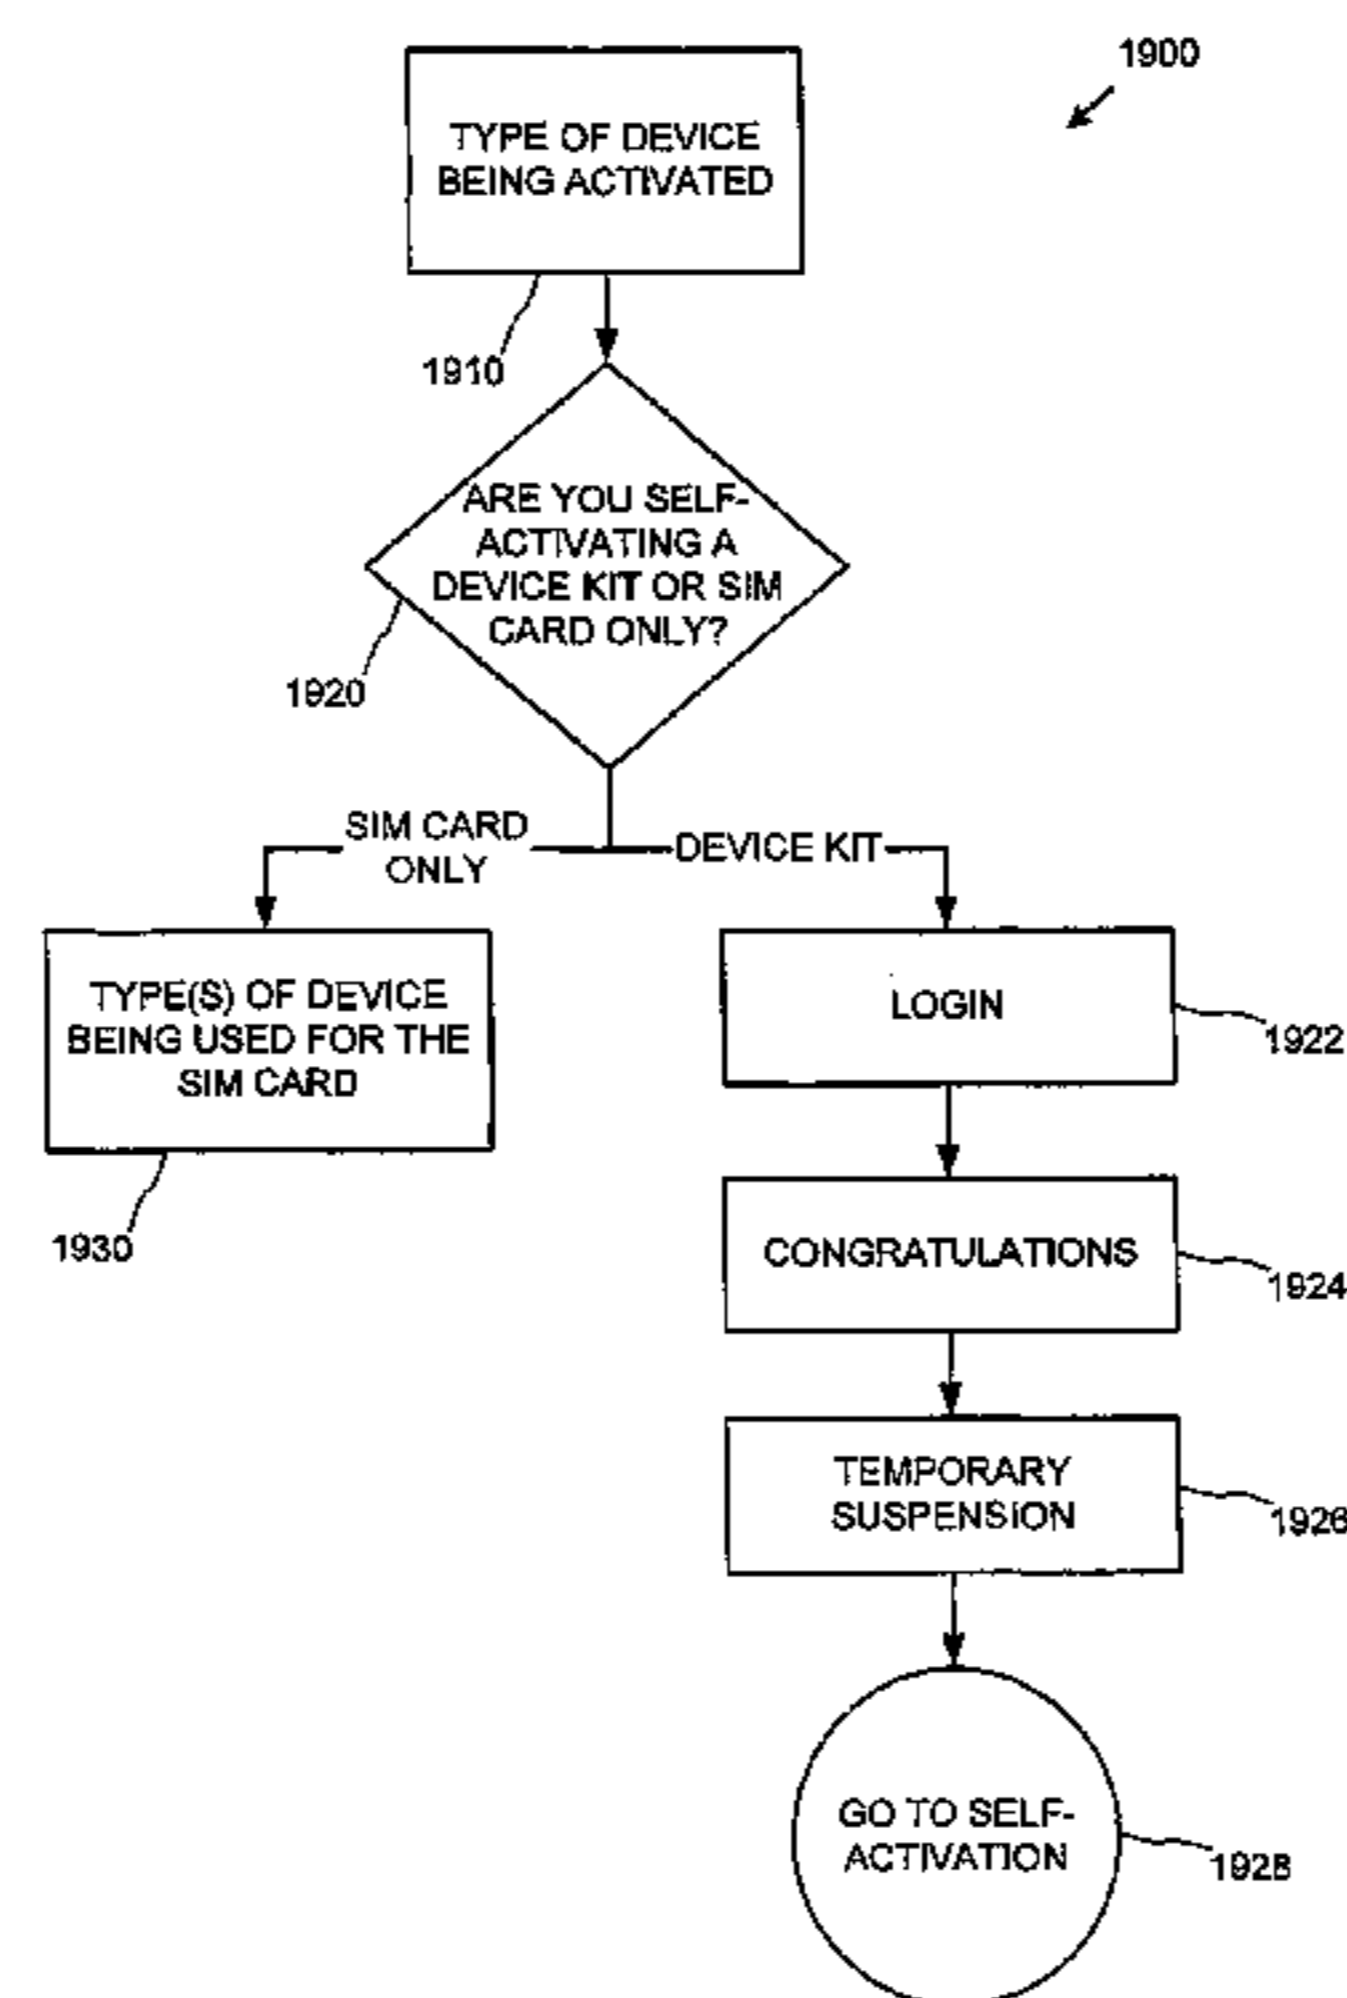 1900
TYPE OF DEVICE
BEING ACTIVATED
1910
ARE YOU SELF-
ACTIVATING A
DEVICE KIT OR SIM
CARD ONLY?
1920
SIM CARD
ONLY
DEVICE KIT
TYPE(S) OF DEVICE
BEING USED FOR THE
SIM CARD
1930
LOGIN
1922
CONGRATULATIONS
1924
TEMPORARY
SUSPENSION
1926
GO TO SELF-
ACTIVATION
1928